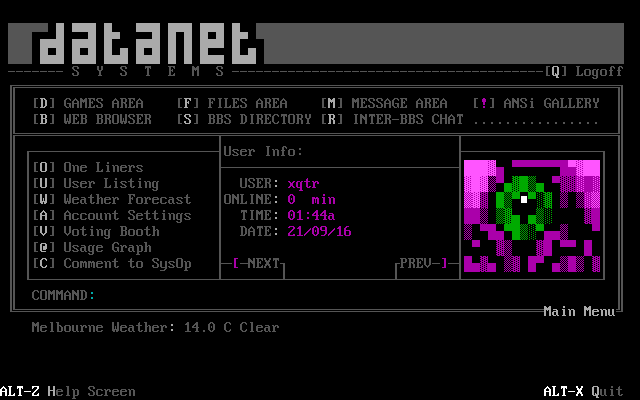 datanet
S Y S T E M S [Q] Logoff
[D] GAMES AREA [F] FILES AREA [M] MESSAGE AREA [!] ANSi GALLERY
[B] WEB BROWSER [S] BBS DIRECTORY [R] INTER-BBS CHAT ................
[O] One Liners
[U] User Listing
[W] Weather Forecast
[A] Account Settings
[V] Voting Booth
[@] Usage Graph
[C] Comment to SysOp
User Info:
USER: xqtr
ONLINE: 0 min
TIME: 01:44a
DATE: 21/09/16
[-NEXT PREV-]
COMMAND:
Main Menu
Melbourne Weather: 14.0 C Clear
ALT-Z Help Screen ALT-X Quit